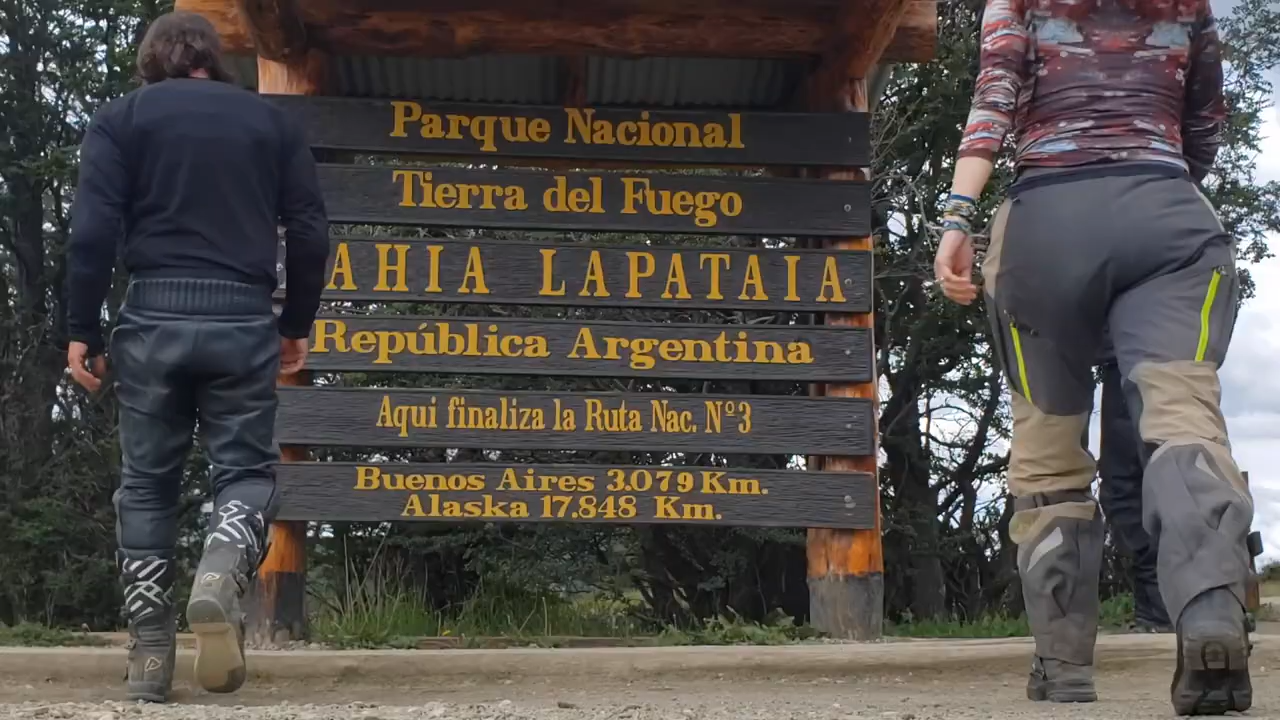 Parque Nacional
Tierra del Fuego
AHIA LAPATAIA
República Argentina
Aqui finaliza la Ruta Nac. Nº3
Buenos Aires 3.079 Km.
Alaska 17.848 Km.